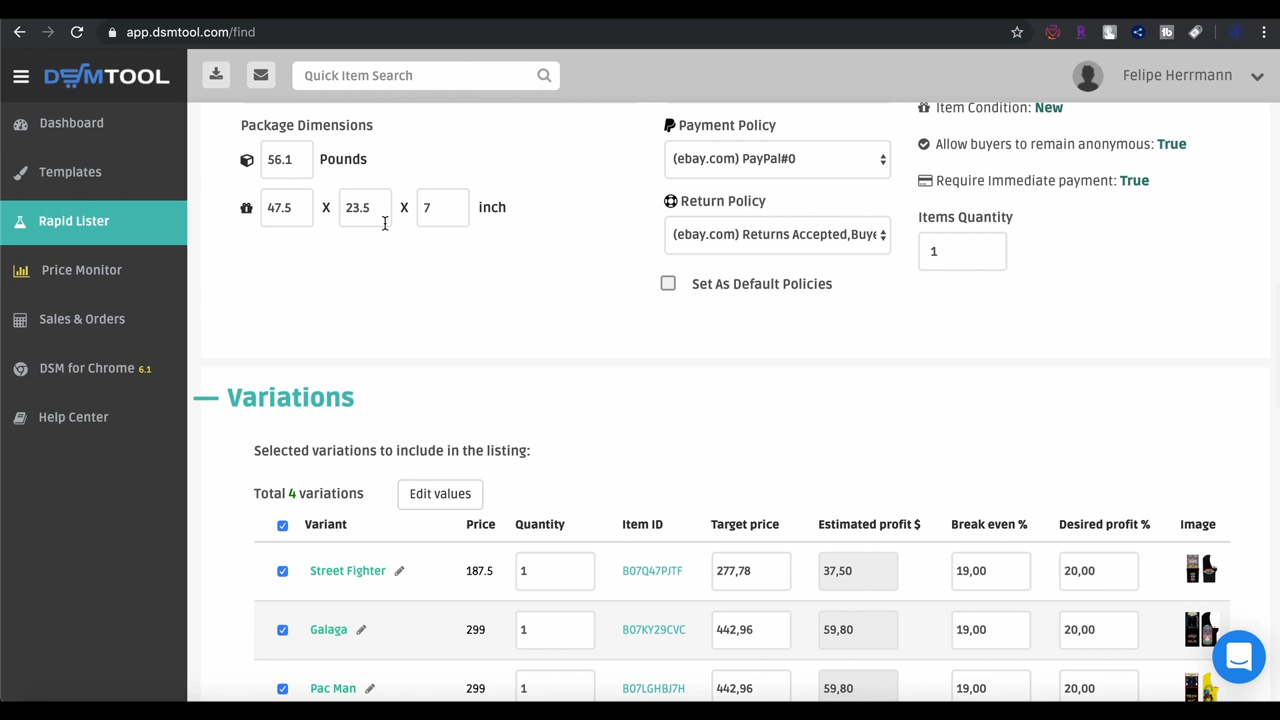 app.dsmtool.com/find
DSMTOOL
Quick Item Search
Felipe Herrmann
Dashboard
Templates
Rapid Lister
Price Monitor
Sales & Orders
DSM for Chrome 6.1
Help Center
Package Dimensions
56.1 Pounds
47.5 X 23.5 X 7 inch
Payment Policy
(ebay.com) PayPal#0
Return Policy
(ebay.com) Returns Accepted,Buye
Set As Default Policies
Item Condition: New
Allow buyers to remain anonymous: True
Require Immediate payment: True
Items Quantity
1
Variations
Selected variations to include in the listing:
Total 4 variations Edit values
Variant Price Quantity Item ID Target price Estimated profit $ Break even % Desired profit % Image
Street Fighter 187.5 1 B07Q47PJTF 277,78 37,50 19,00 20,00
Galaga 299 1 B07KY29CVC 442,96 59,80 19,00 20,00
Pac Man 299 1 B07LGHBJ7H 442,96 59,80 19,00 20,00